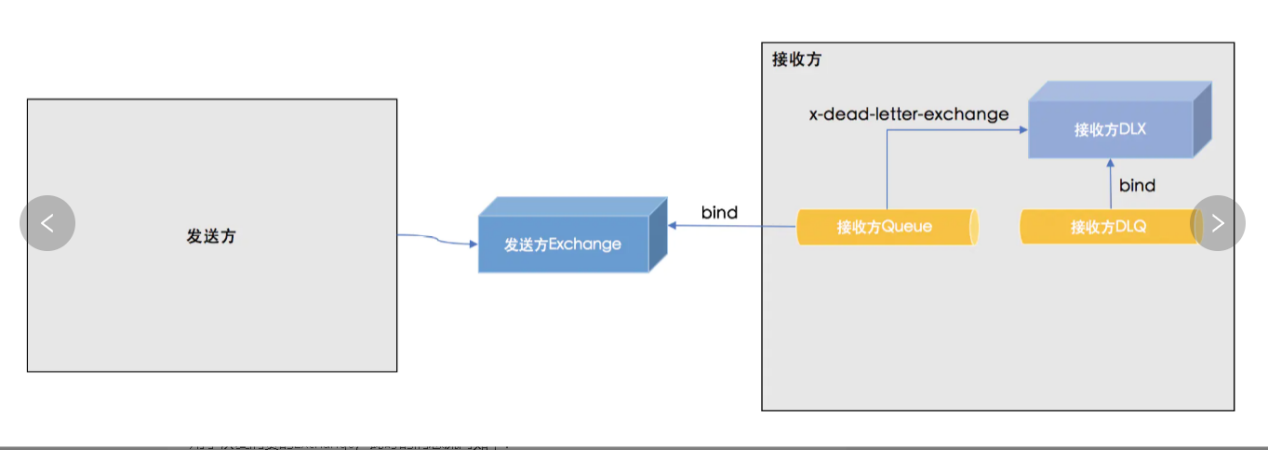 接收方
x-dead-letter-exchange
接收方DLX
bind
发送方
发送方Exchange
bind
接收方Queue
接收方DLQ